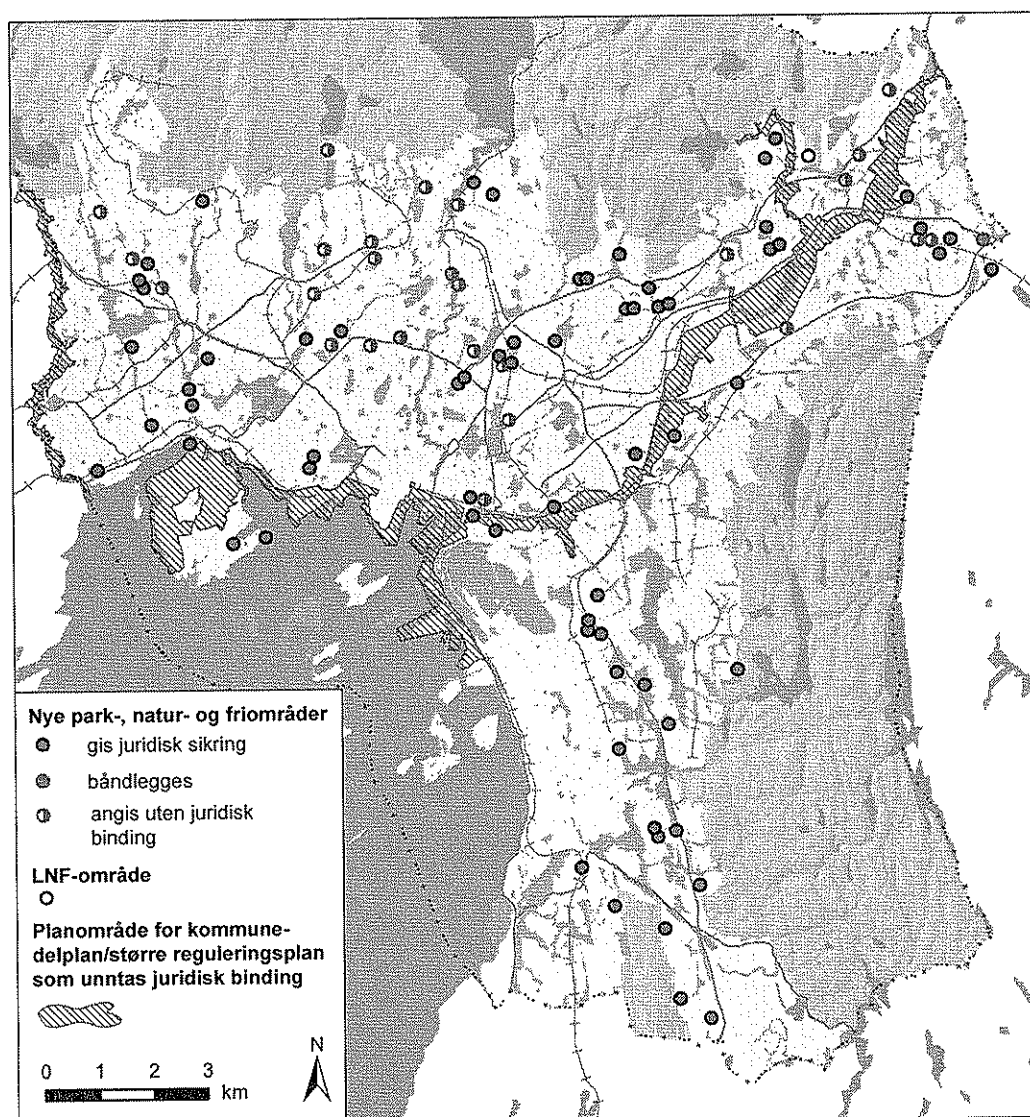 Nye park-, natur- og friområder
gis juridisk sikring
båndlegges
angis uten juridisk
binding
LNF-område
Planområde for kommune-
delplan/større reguleringsplan
som unntas juridisk binding
N
0 1 2 3
km